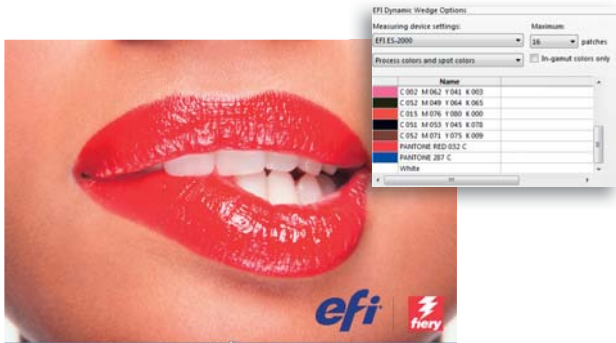 EFI Dynamic Wedge Options
Measuring device settings:
Maximum:
EFI ES-2000
16
patches
Process colors and spot colors
In-gamut colors only
Name
C 002 M 062 Y 041 K 003
C 052 M 049 Y 064 K 065
C 015 M 076 Y 080 K 000
C 051 M 053 Y 045 K 078
C 052 M 071 Y 075 K 009
PANTONE RED 032 C
PANTONE 287 C
White
efi
fiery